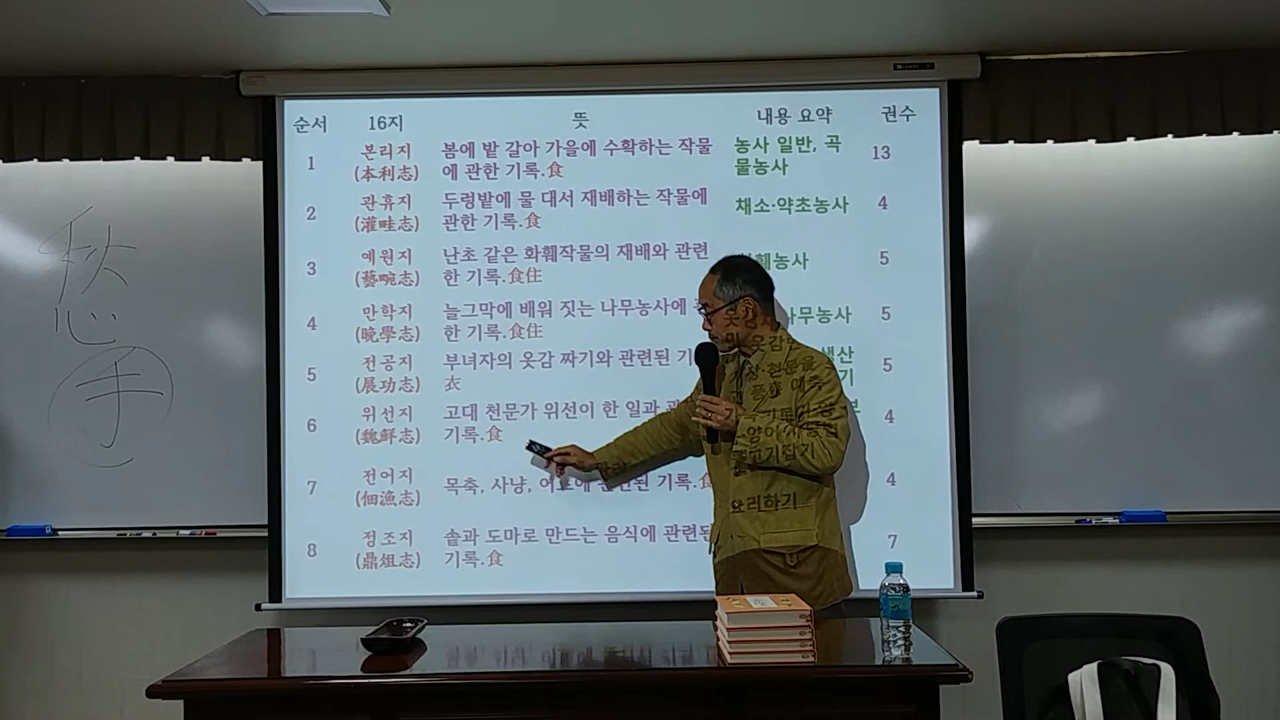 순서 16지 뜻 내용 요약 권수
1 본리지 봄에 밭 갈아 가을에 수확하는 작물 농사 일반, 곡 13
(本利志) 에 관한 기록.食 물농사
2 관휴지 두렁밭에 물 대서 재배하는 작물에 채소·약초농사 4
(灌畦志) 관한 기록.食
3 예원지 난초 같은 화훼작물의 재배와 관련 훼농사 5
(藝畹志) 한 기록.食住
4 만학지 늘그막에 배워 짓는 나무농사에 나무농사 5
(晩學志) 한 기록.食住
5 전공지 부녀자의 옷감 짜기와 관련된 기 생산 5
(展功志) 衣 기
6 위선지 고대 천문가 위선이 한 일과 4
(魏鮮志) 기록.食
7 전어지 목축, 사냥, 된 기록. 4
(佃漁志)
8 정조지 솥과 도마로 만드는 음식에 관련된 요리하기 7
(鼎俎志) 기록.食
秋
心
手